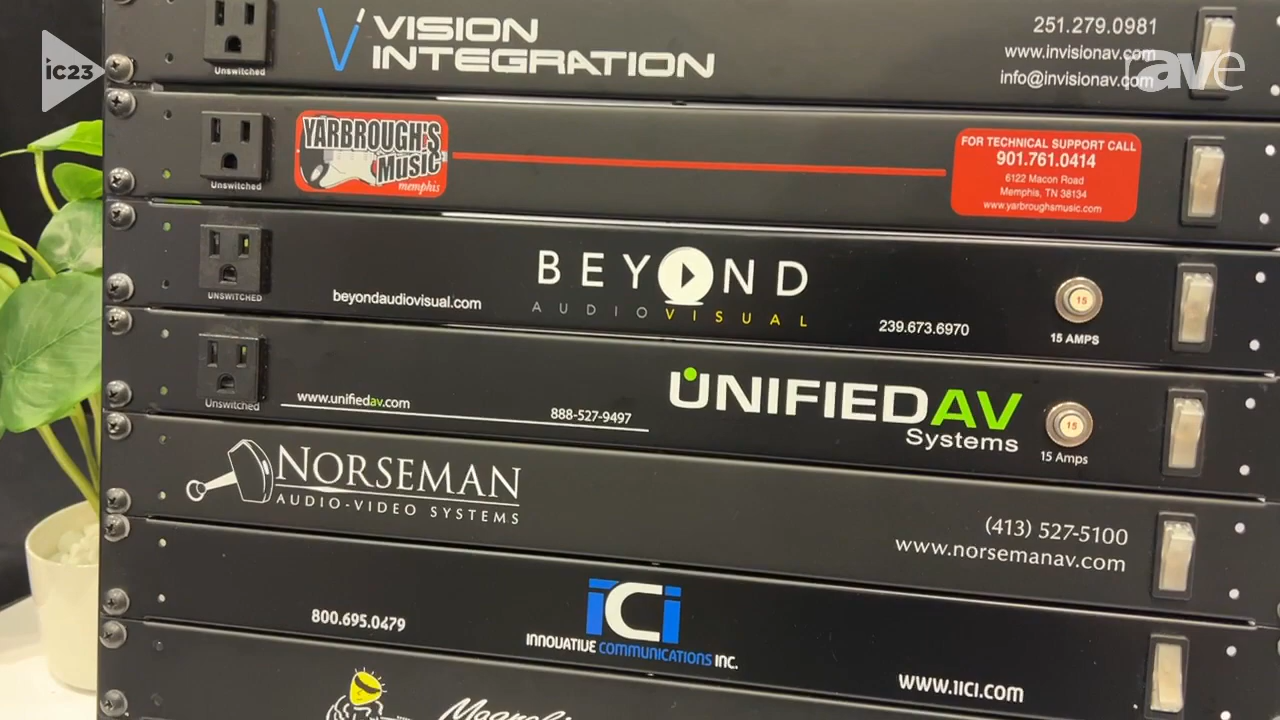 ic23
rave
Unswitched
VISION
INTEGRATION
251.279.0981
www.invisionav.com
info@invisionav.com
Unswitched
YARBROUGH'S
MUSIC
memphis
FOR TECHNICAL SUPPORT CALL
901.761.0414
6122 Macon Road
Memphis, TN 38134
www.yarbroughsmusic.com
UNSWITCHED
beyondaudiovisual.com
BEYOND
AUDIOVISUAL
239.673.6970
15
15 AMPS
Unswitched
www.unifiedav.com
888-527-9497
UNIFIEDAV
Systems
15
15 Amps
NORSEMAN
AUDIO-VIDEO SYSTEMS
(413) 527-5100
www.norsemanav.com
800.695.0479
iCi
INNOVATIVE COMMUNICATIONS INC.
www.1ici.com